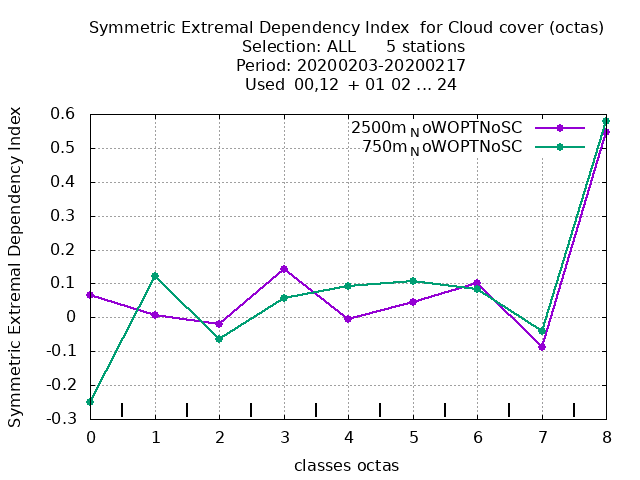 Symmetric Extremal Dependency Index  for Cloud cover (octas)
Selection: ALL      5 stations
Period: 20200203-20200217
Used  00,12  + 01 02 ... 24
2500m NoWOPTNoSC
750m NoWOPTNoSC
Symmetric Extremal Dependency Index
0.6
0.5
0.4
0.3
0.2
0.1
0
-0.1
-0.2
-0.3
0 1 2 3 4 5 6 7 8
classes octas